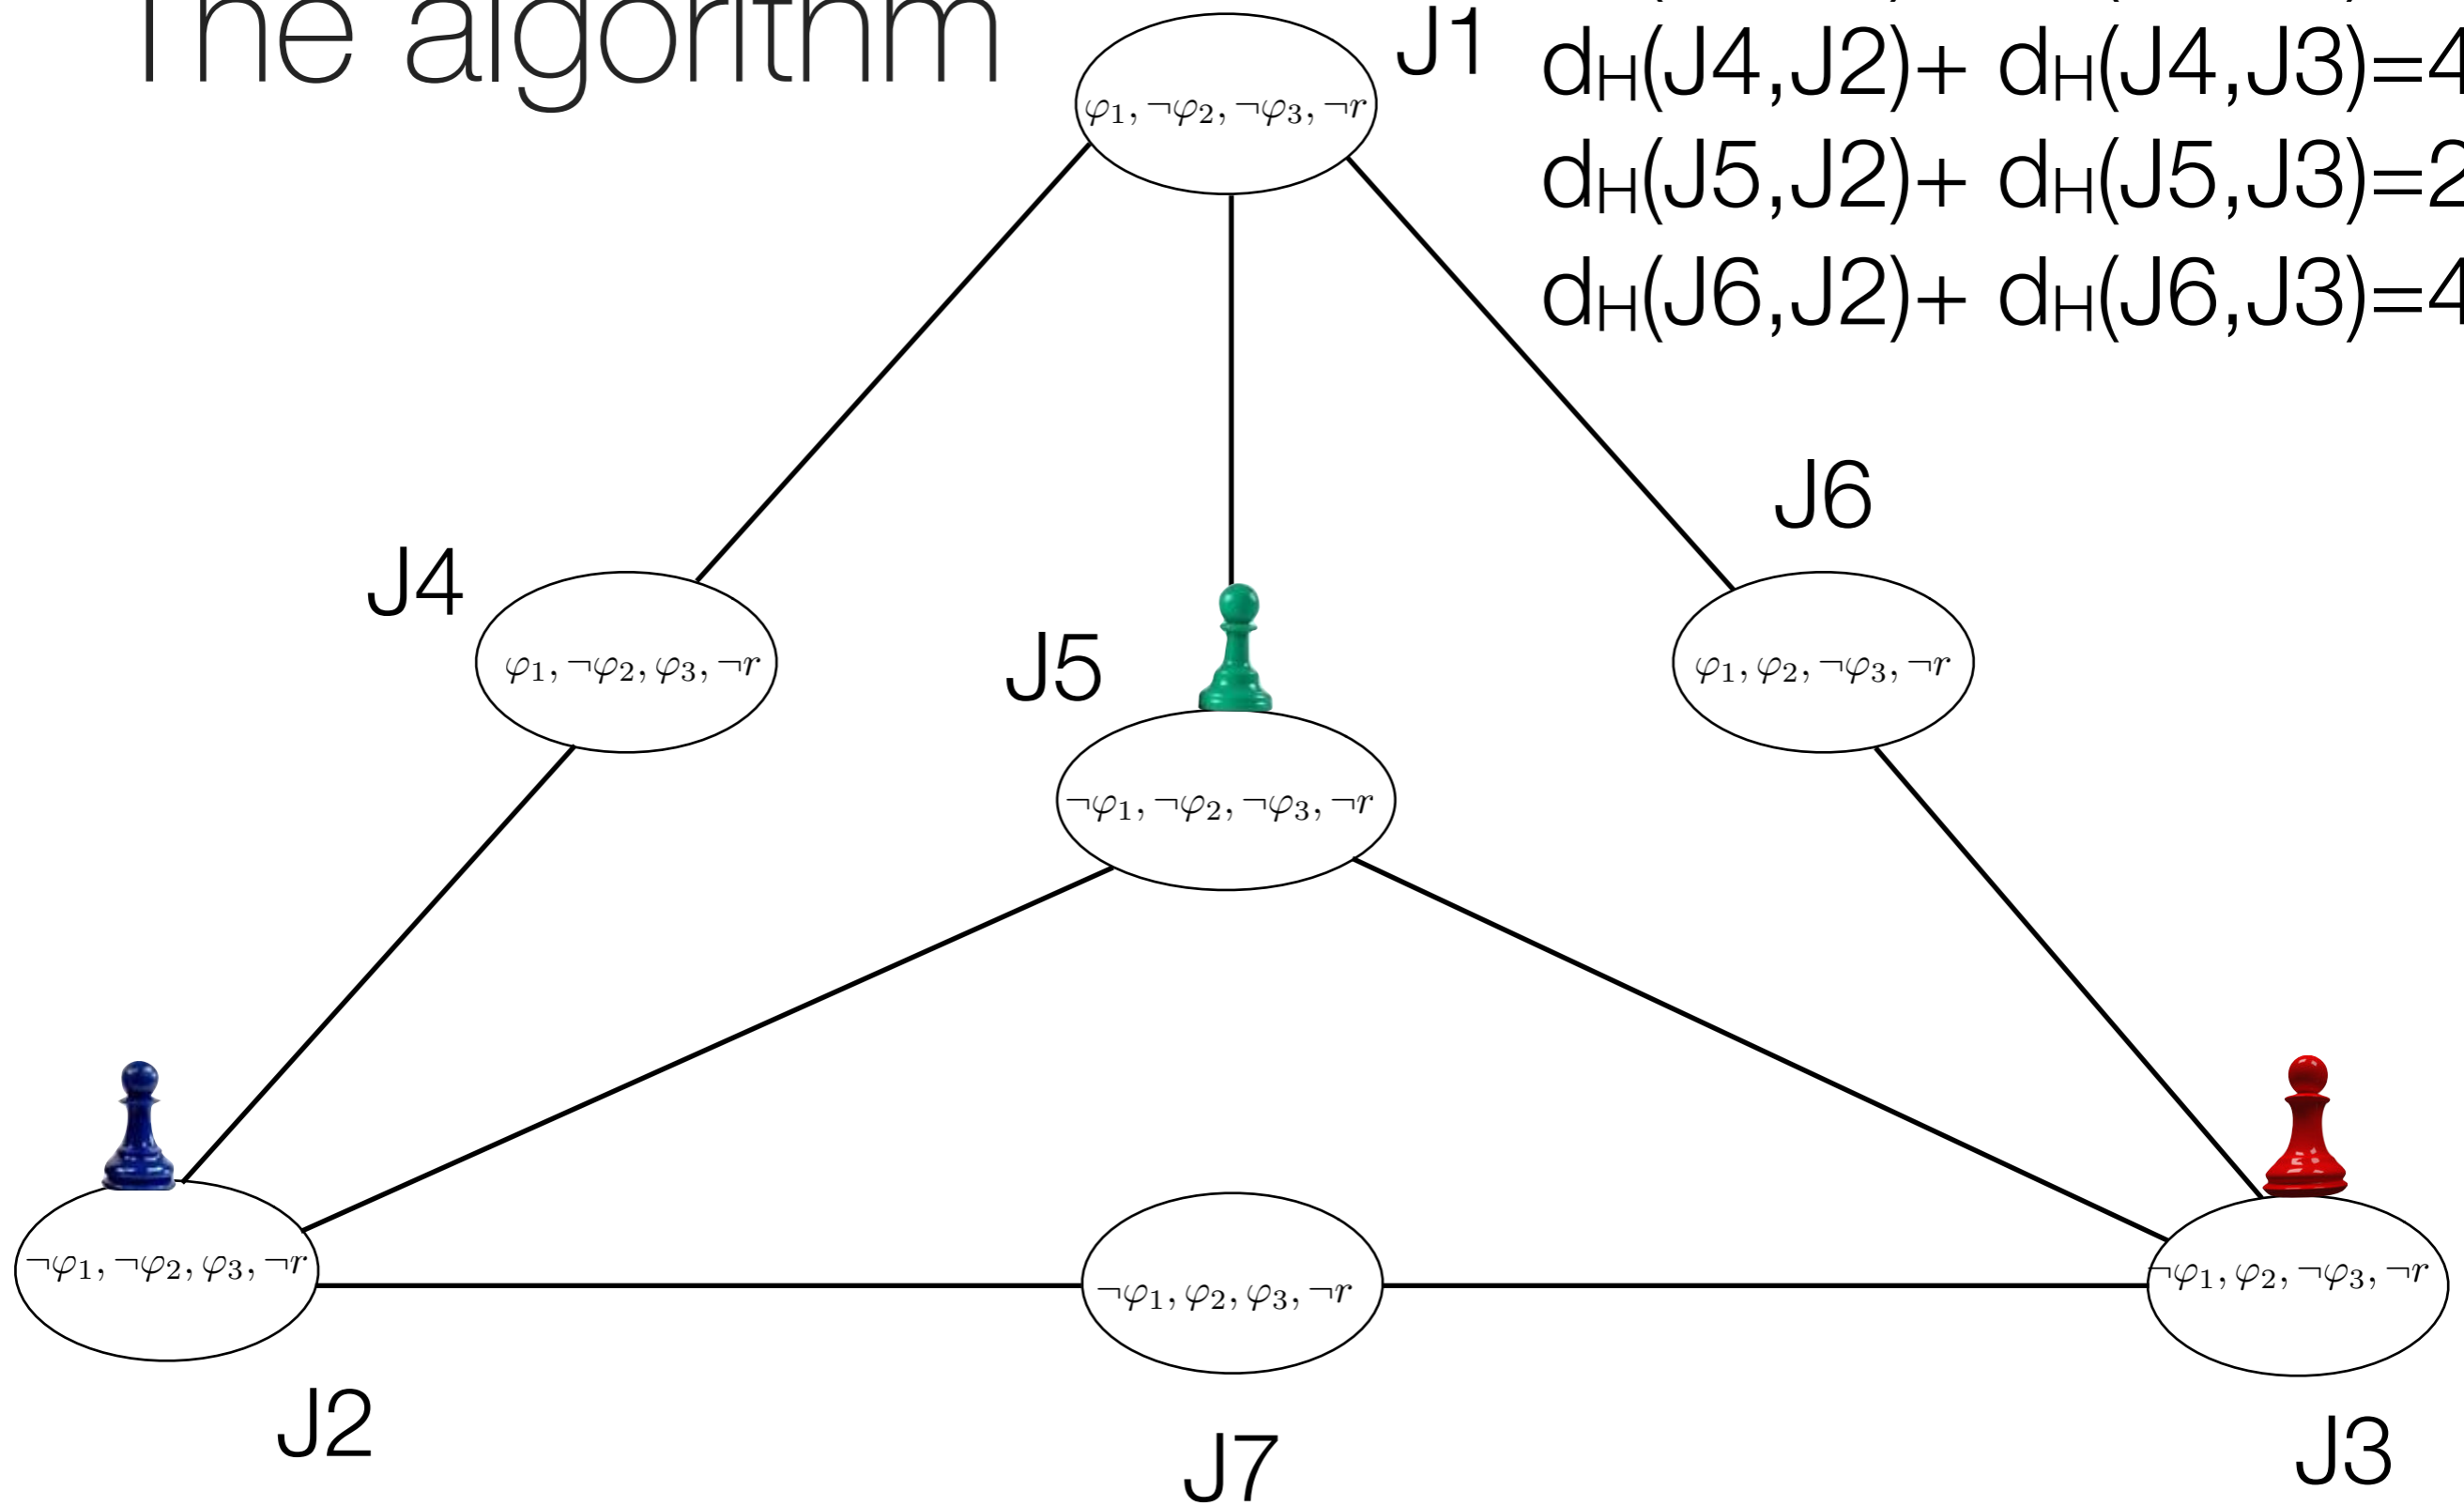 The algorithm
J1
dH(J4,J2)+ dH(J4,J3)=4
dH(J5,J2)+ dH(J5,J3)=2
dH(J6,J2)+ dH(J6,J3)=4
φ1, ¬φ2, ¬φ3, ¬r
J6
J4
J5
φ1, ¬φ2, φ3, ¬r
φ1, φ2, ¬φ3, ¬r
¬φ1, ¬φ2, ¬φ3, ¬r
¬φ1, ¬φ2, φ3, ¬r
¬φ1, φ2, φ3, ¬r
¬φ1, φ2, ¬φ3, ¬r
J2
J7
J3